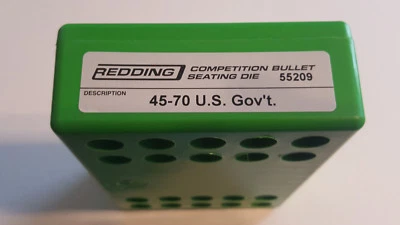 REDDING
COMPETITION BULLET
SEATING DIE 55209
DESCRIPTION
45-70 U.S. Gov't.